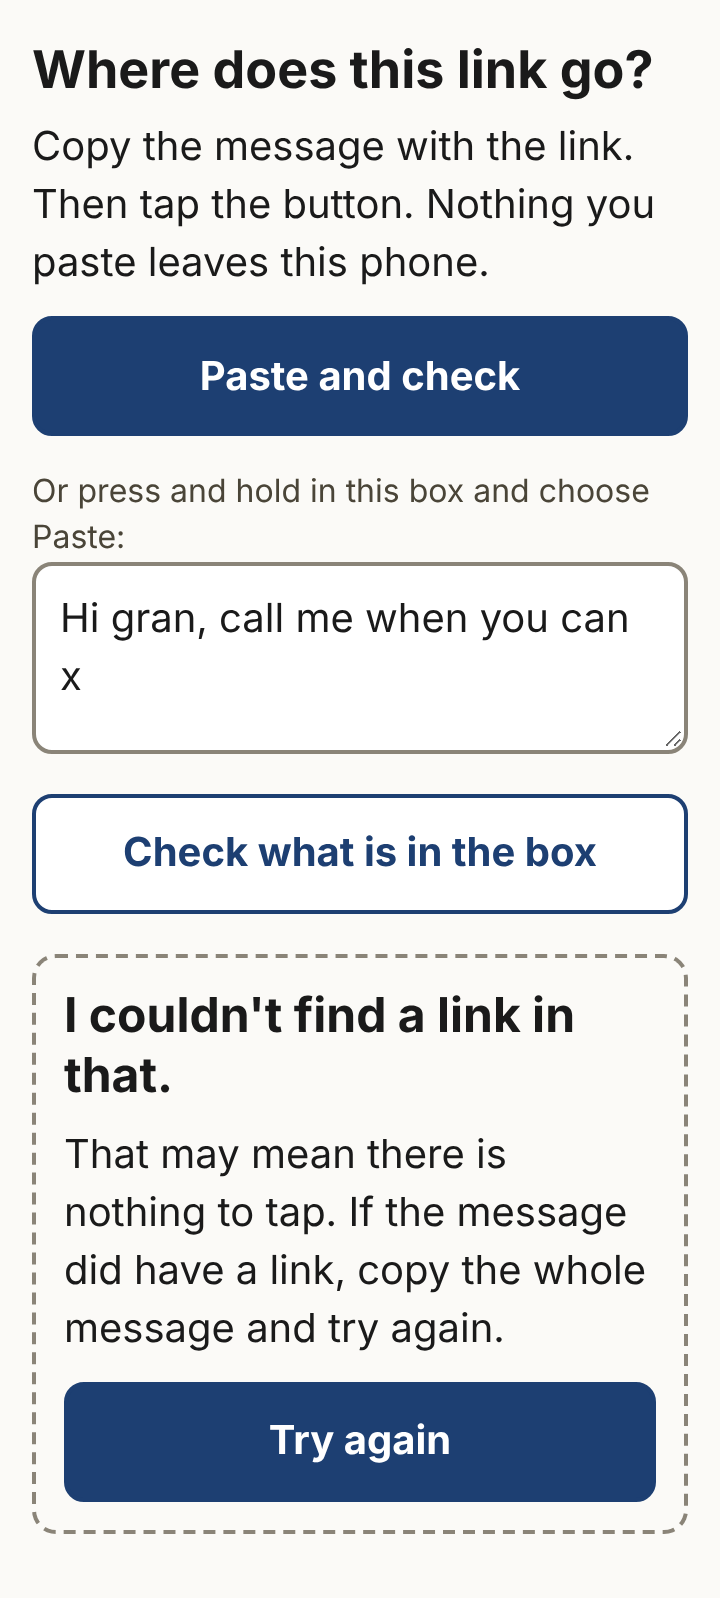 Where does this link go?
Copy the message with the link.
Then tap the button. Nothing you
paste leaves this phone.
Paste and check
Or press and hold in this box and choose
Paste:
Hi gran, call me when you can
x
Check what is in the box
I couldn't find a link in
that.
That may mean there is
nothing to tap. If the message
did have a link, copy the whole
message and try again.
Try again